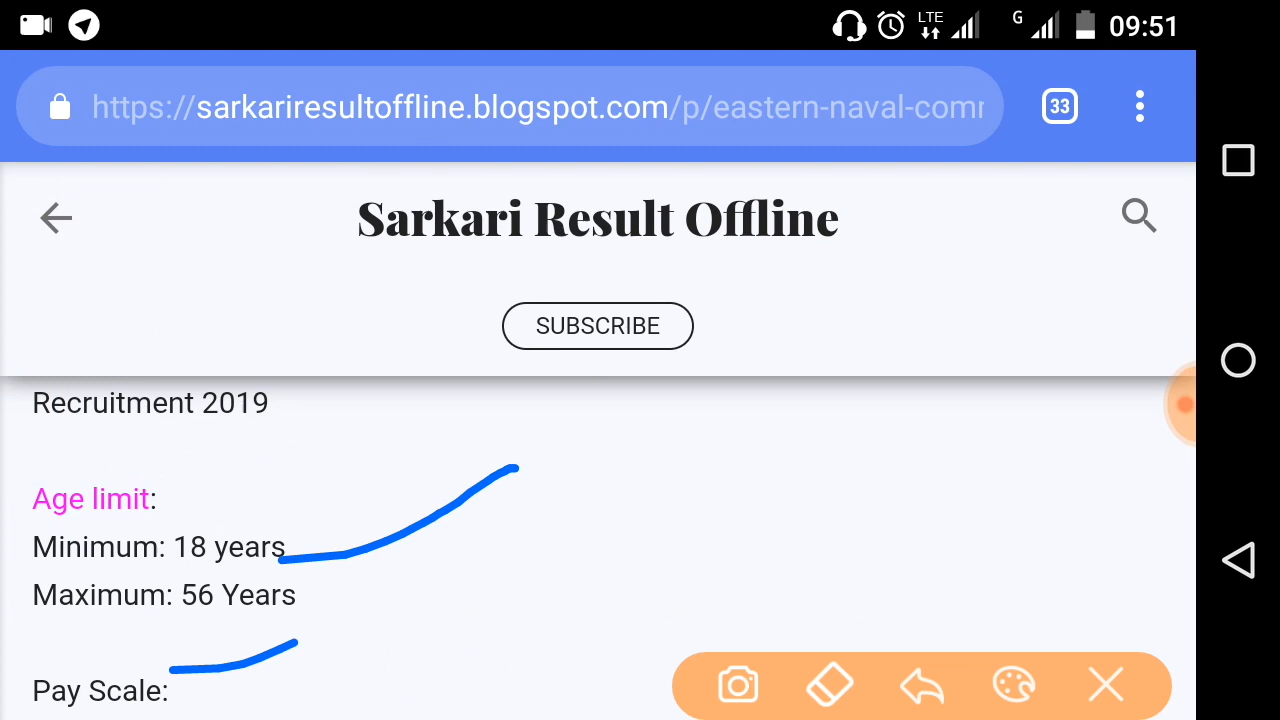 LTE G 09:51
https://sarkariresultoffline.blogspot.com/p/eastern-naval-comr 33
Sarkari Result Offline
SUBSCRIBE
Recruitment 2019
Age limit:
Minimum: 18 years
Maximum: 56 Years
Pay Scale: